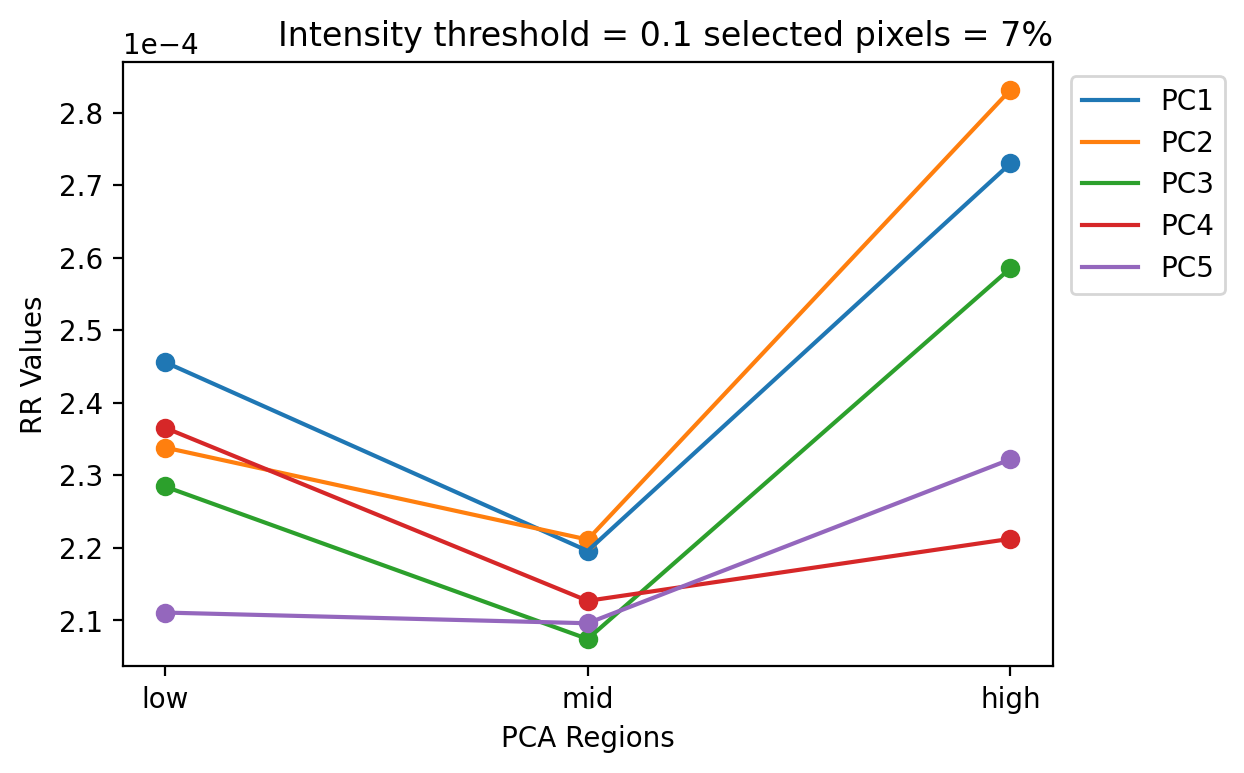 Intensity threshold = 0.1 selected pixels = 7%
1e−4
2.8
2.7
2.6
2.5
2.4
2.3
2.2
2.1
RR Values
low
mid
high
PCA Regions
PC1
PC2
PC3
PC4
PC5